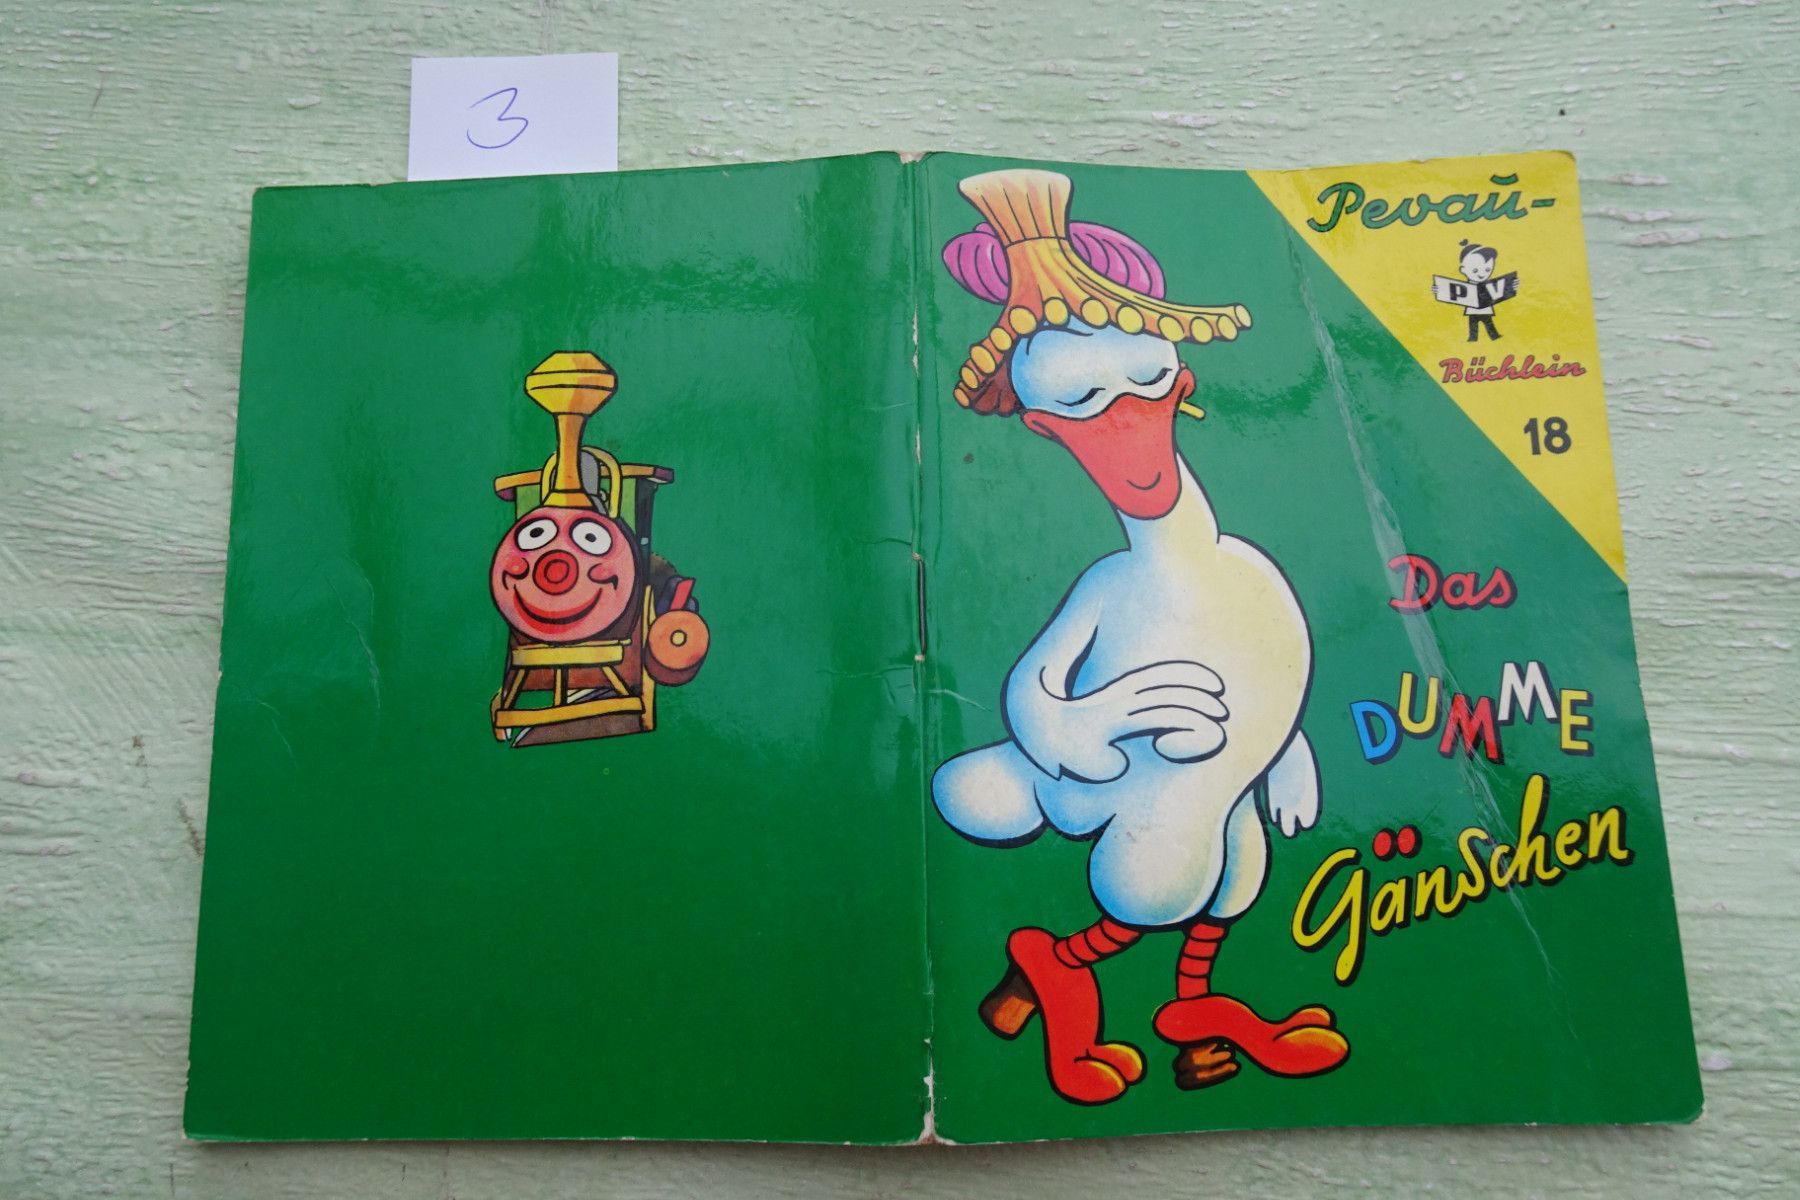 3
Pevau-
PV
Büchlein
18
Das
DUMME
Gänschen